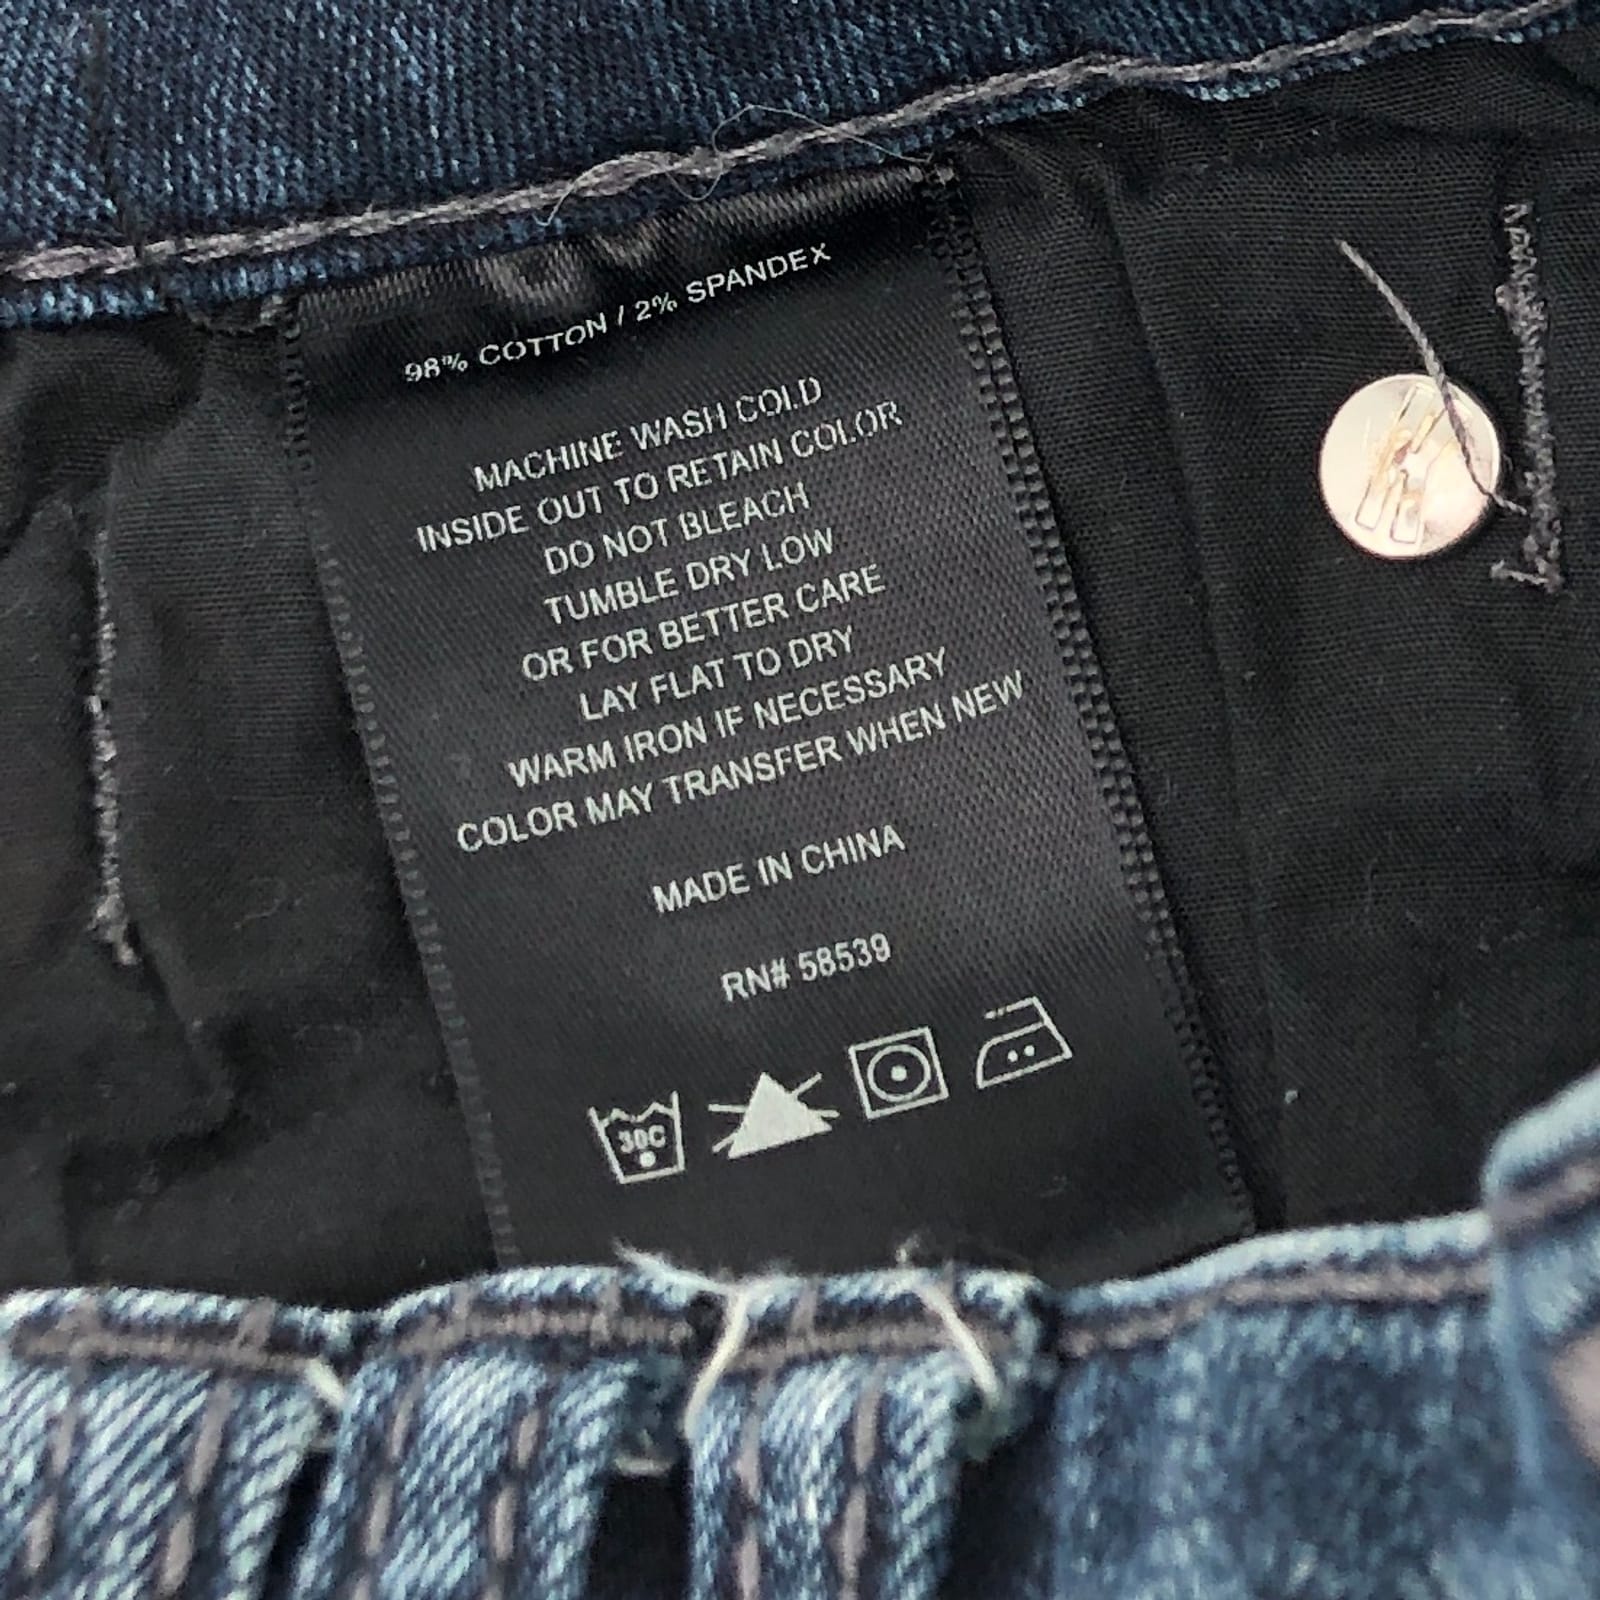 98% COTTON / 2% SPANDEX
MACHINE WASH COLD
INSIDE OUT TO RETAIN COLOR
DO NOT BLEACH
TUMBLE DRY LOW
OR FOR BETTER CARE
LAY FLAT TO DRY
WARM IRON IF NECESSARY
COLOR MAY TRANSFER WHEN NEW
MADE IN CHINA
RN# 58539
30C